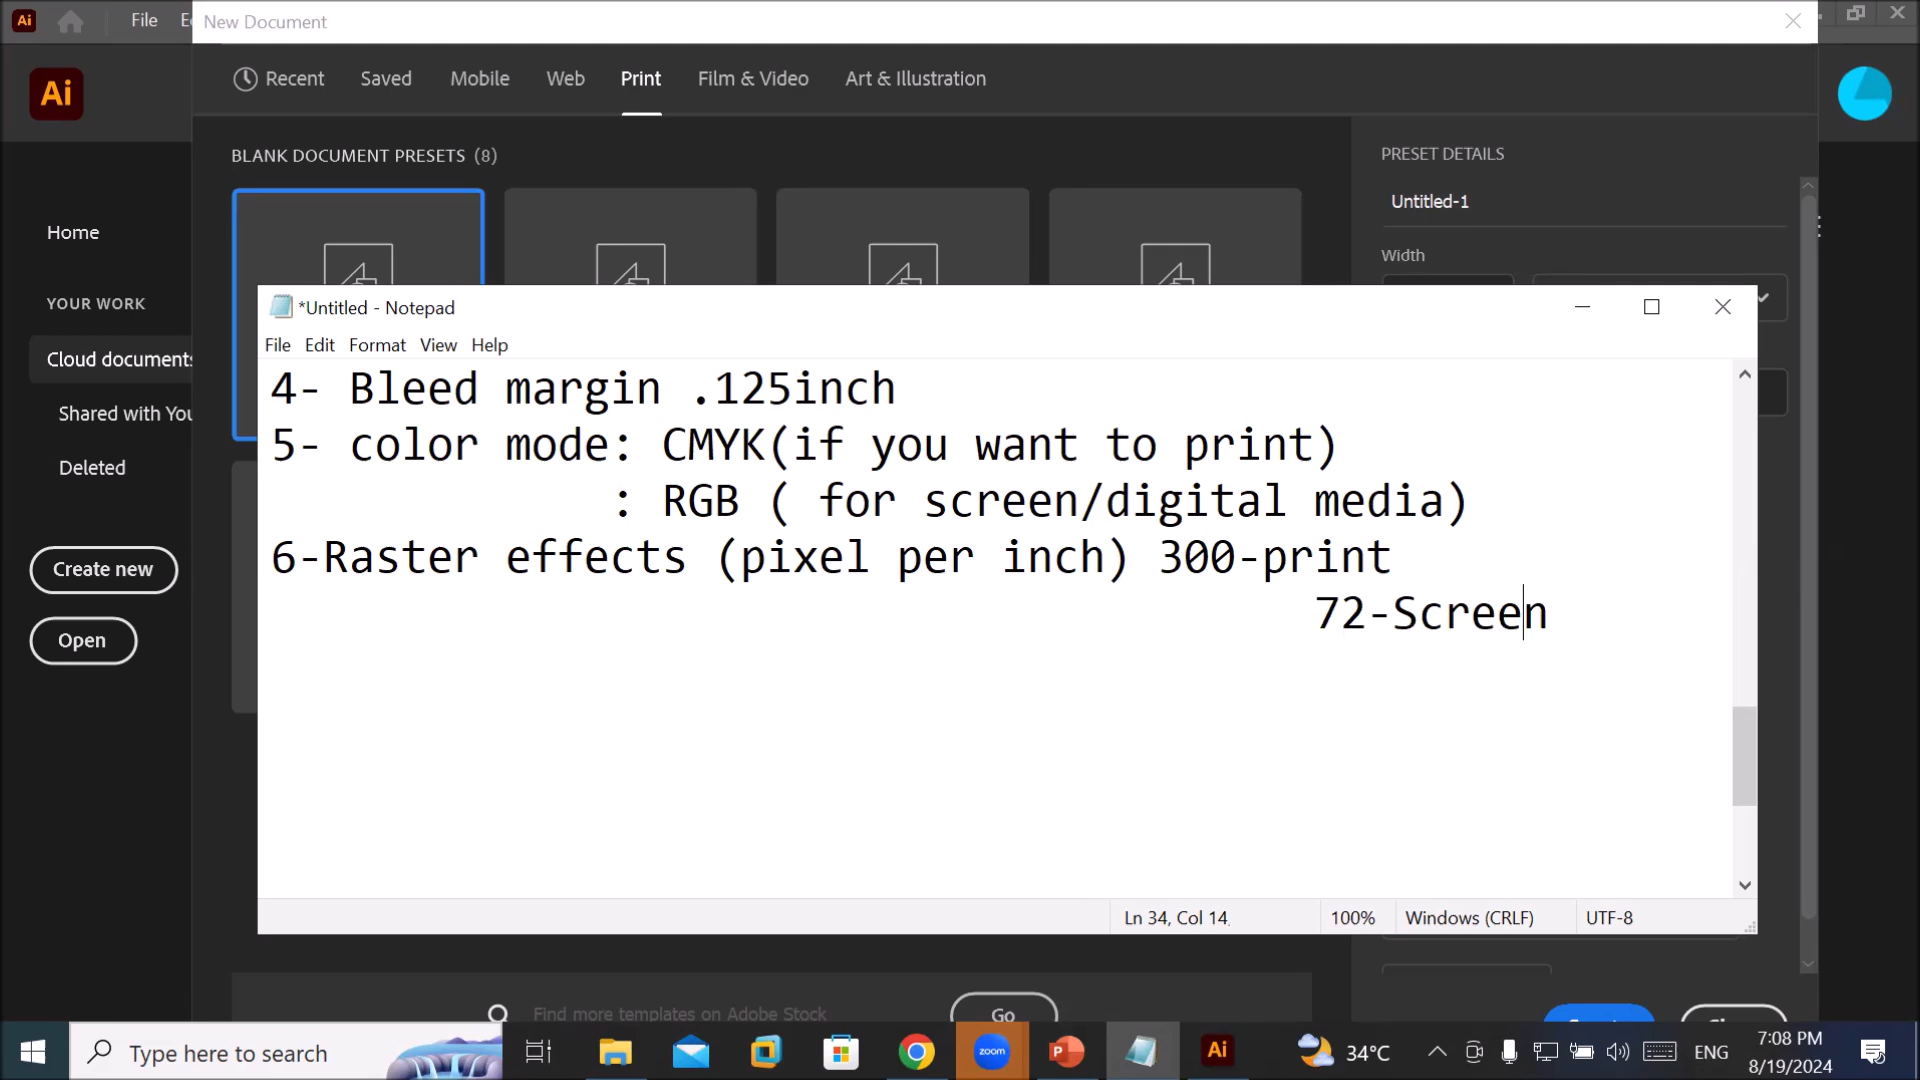 Ai
File
New Document
Ai
Recent
Saved
Mobile
Web
Print
Film & Video
Art & Illustration
BLANK DOCUMENT PRESETS (8)
PRESET DETAILS
Untitled-1
Width
Home
YOUR WORK
Cloud documents
Shared with You
Deleted
Create new
Open
*Untitled - Notepad
File Edit Format View Help
4- Bleed margin .125inch
5- color mode: CMYK(if you want to print)
: RGB ( for screen/digital media)
6-Raster effects (pixel per inch) 300-print
72-Screen
Ln 34, Col 14
100%
Windows (CRLF)
UTF-8
Find more templates on Adobe Stock
Go
Type here to search
zoom
P
Ai
34°C
ENG
7:08 PM
8/19/2024